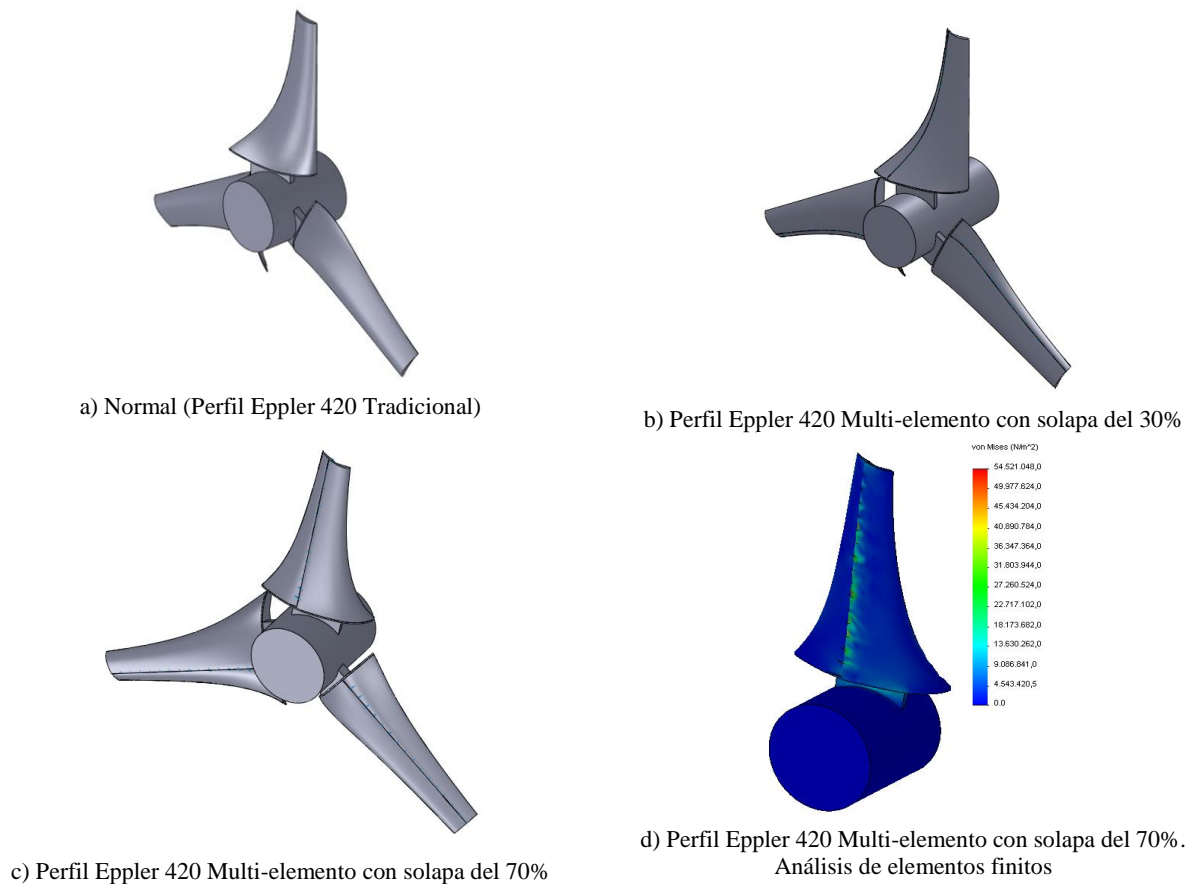 a) Normal (Perfil Eppler 420 Tradicional)
b) Perfil Eppler 420 Multi-elemento con solapa del 30%
von Mises (N/m^2)
54.521.048,0
49.977.624,0
45.434.204,0
40.890.784,0
36.347.364,0
31.803.944,0
27.260.524,0
22.717.102,0
18.173.682,0
13.630.262,0
9.086.841,0
4.543.420,5
0.0
c) Perfil Eppler 420 Multi-elemento con solapa del 70%
d) Perfil Eppler 420 Multi-elemento con solapa del 70%.
Análisis de elementos finitos